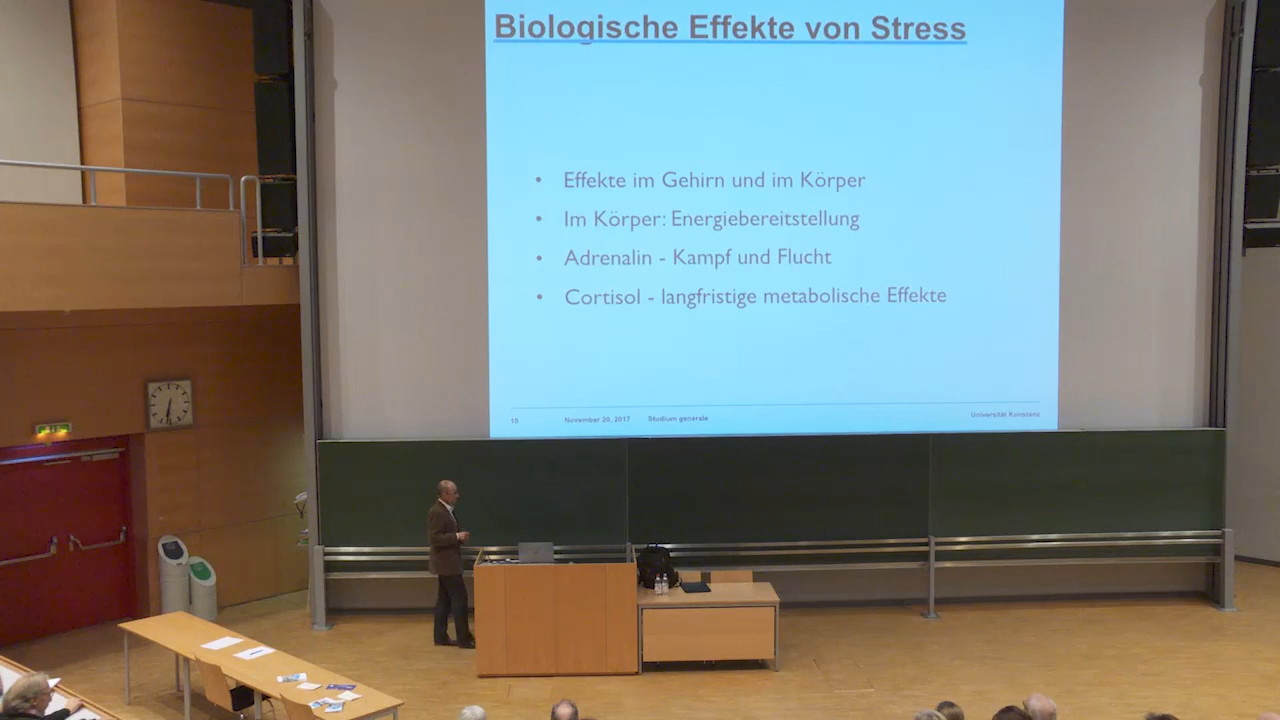 Biologische Effekte von Stress
• Effekte im Gehirn und im Körper
• Im Körper: Energiebereitstellung
• Adrenalin - Kampf und Flucht
• Cortisol - langfristige metabolische Effekte
November 20, 2017 Studium generale Universität Konstanz